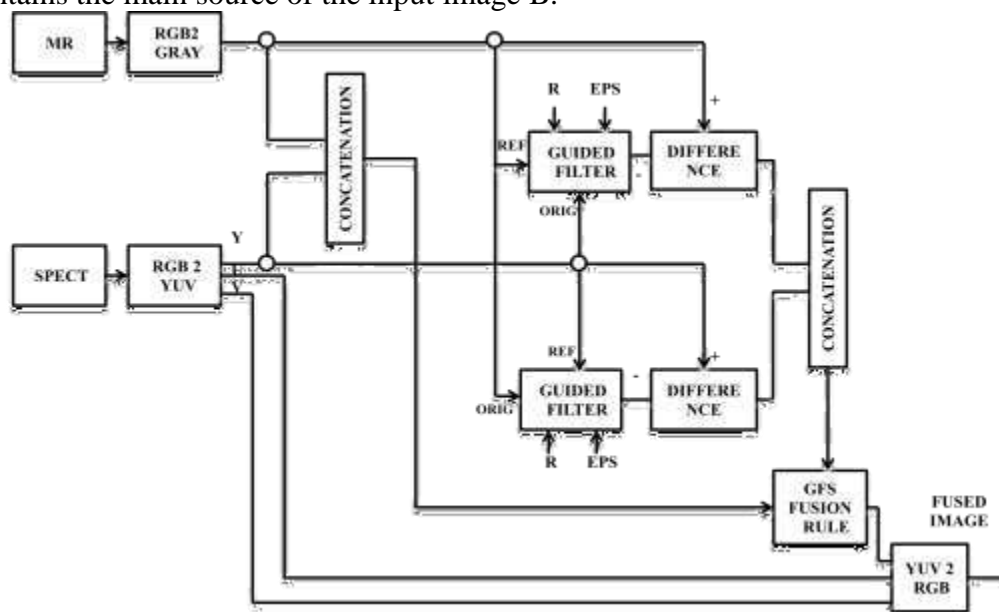 ntains the main source of the input image B.
MR
RGB2
GRAY
CONCATENATION
R
EPS
+
REF
GUIDED
FILTER
-
DIFFERE
NCE
ORIG
CONCATENATION
Y
SPECT
RGB 2
YUV
V
REF
+
GUIDED
FILTER
-
DIFFERE
NCE
ORIG
R
EPS
GFS
FUSION
RULE
FUSED
IMAGE
YUV 2
RGB